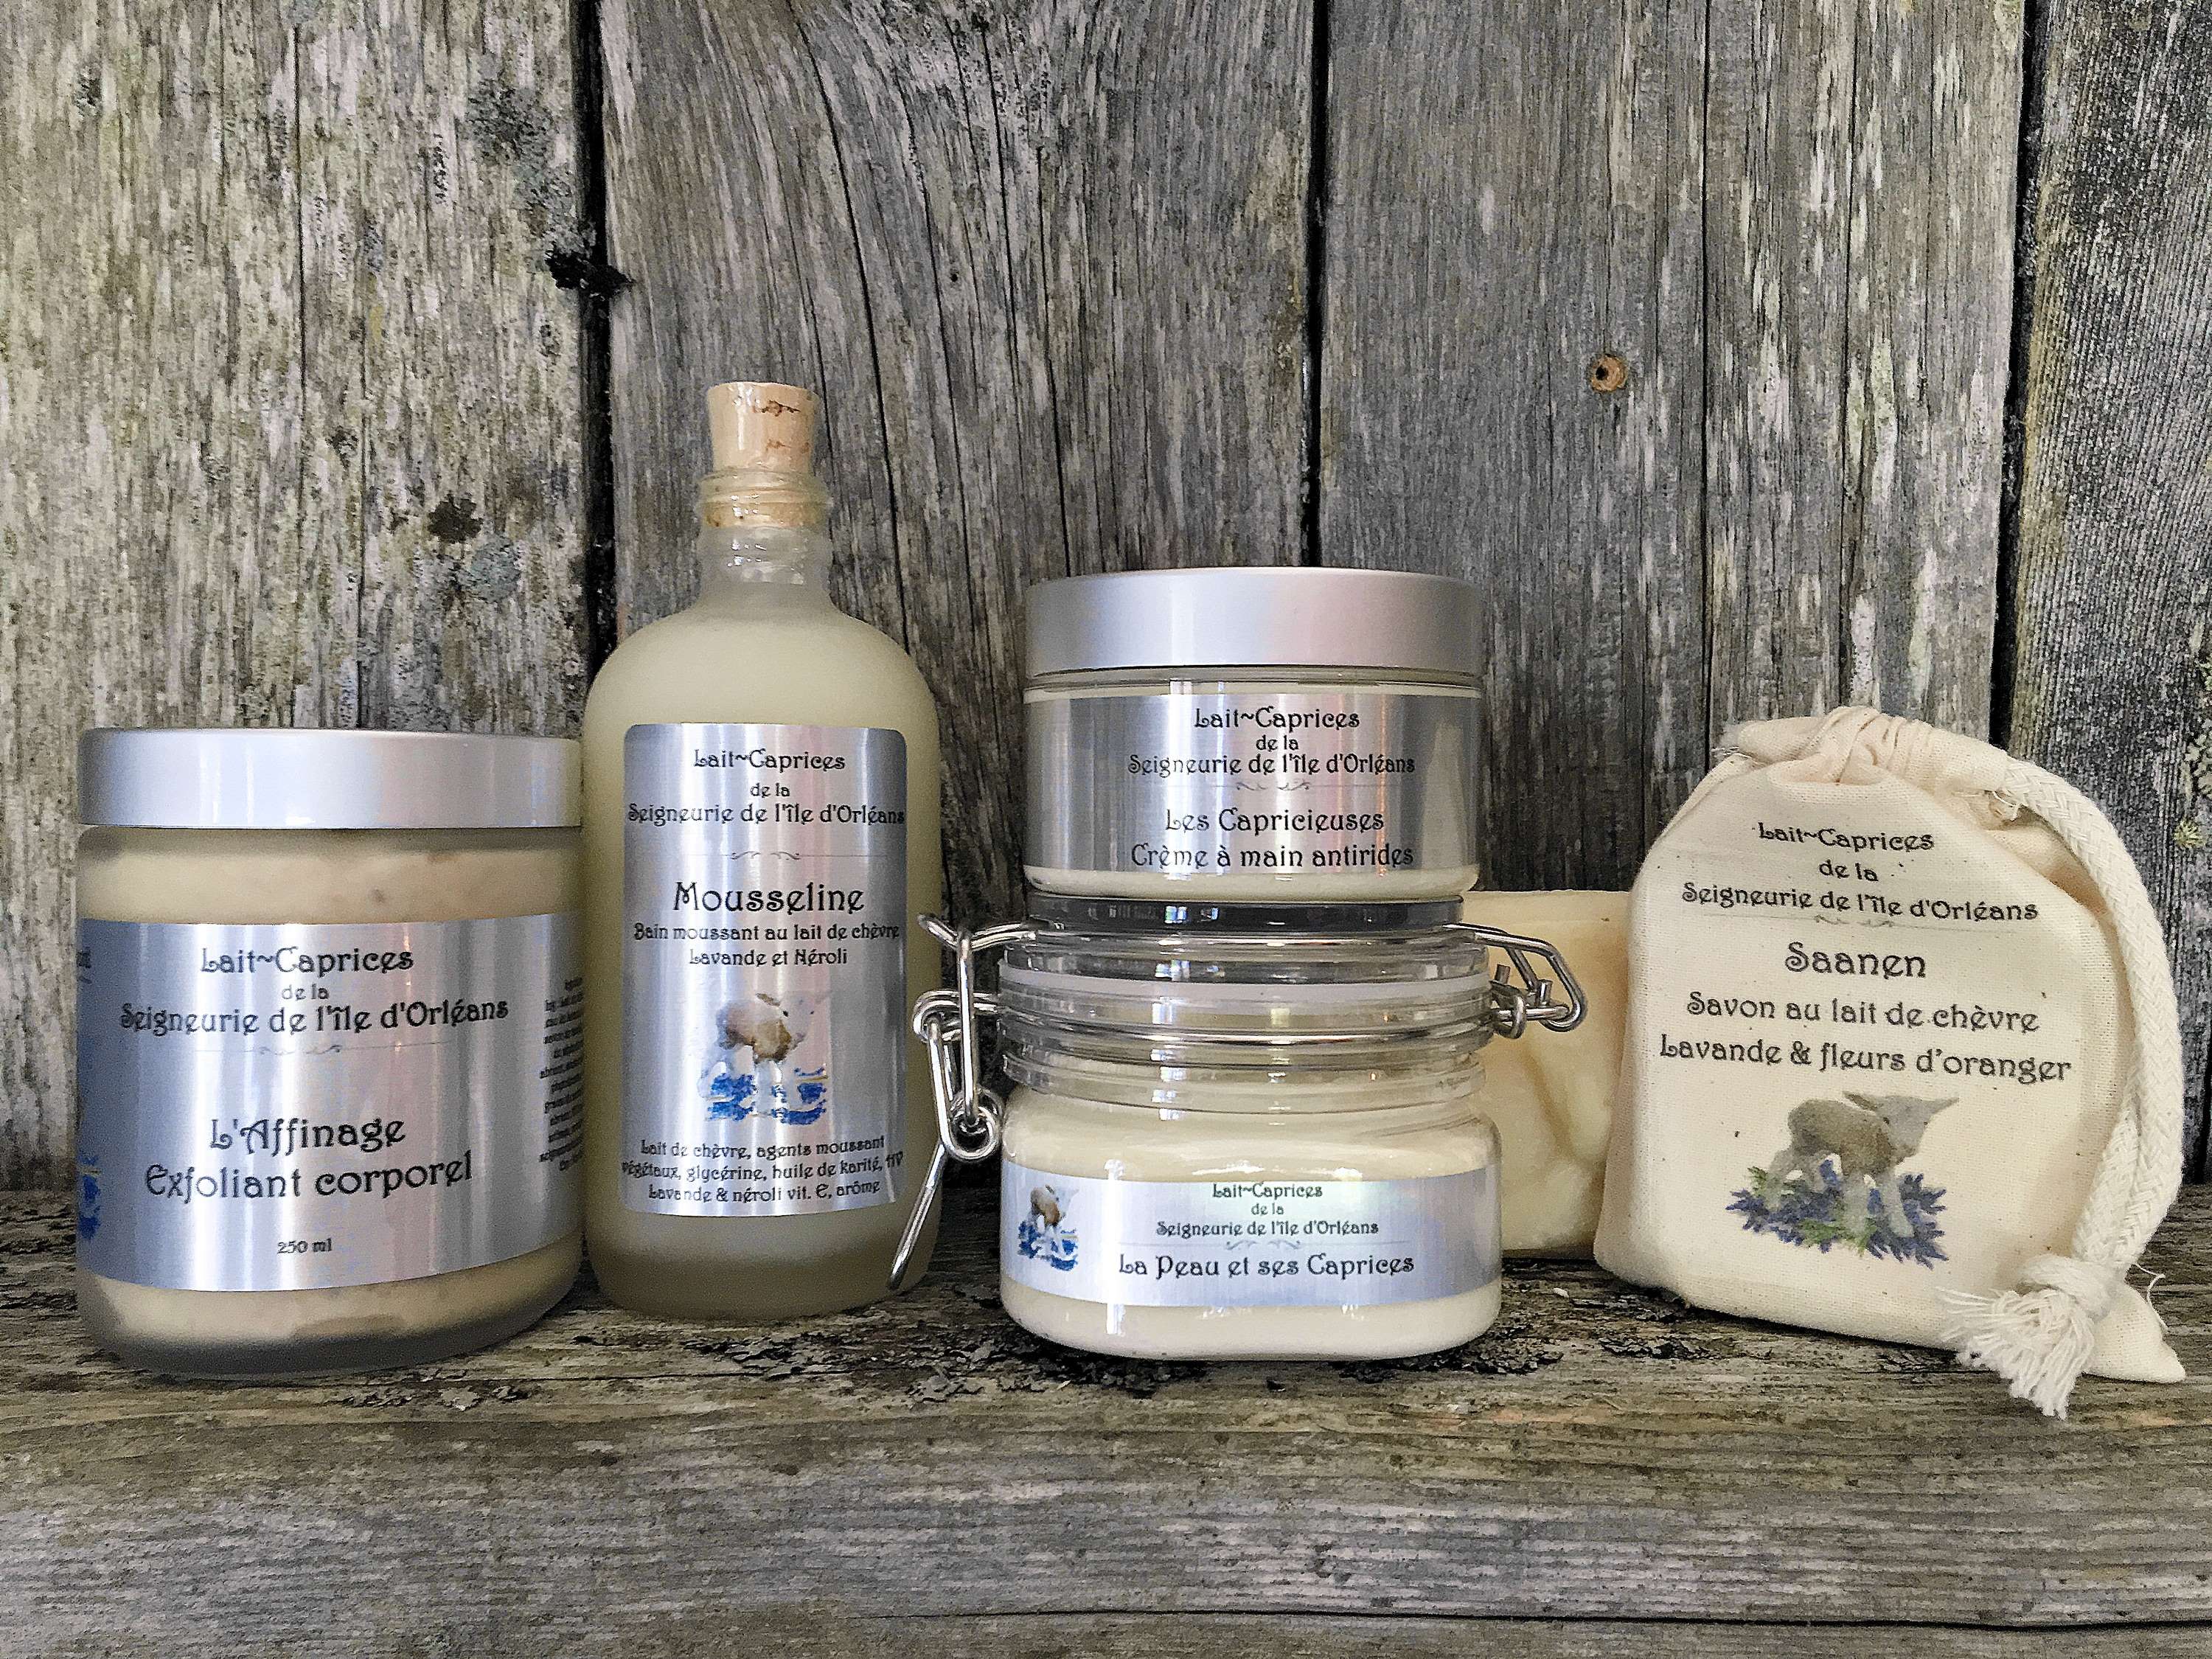 Lait~Caprices
de la
Seigneurie de l'île d'Orléans
L'Affinage
Exfoliant corporel
250 ml
Lait~Caprices
de la
Seigneurie de l'île d'Orléans
Mousseline
Bain moussant au lait de chèvre
Lavande et Néroli
Lait de chèvre, agents moussant
végétaux, glycérine, huile de karité,
Lavande & néroli vit. E, arôme
Lait~Caprices
de la
Seigneurie de l'île d'Orléans
Les Capricieuses
Crème à main antirides
Lait~Caprices
de la
Seigneurie de l'île d'Orléans
La Peau et ses Caprices
Lait~Caprices
de la
Seigneurie de l'île d'Orléans
Saanen
Savon au lait de chèvre
Lavande & fleurs d'oranger